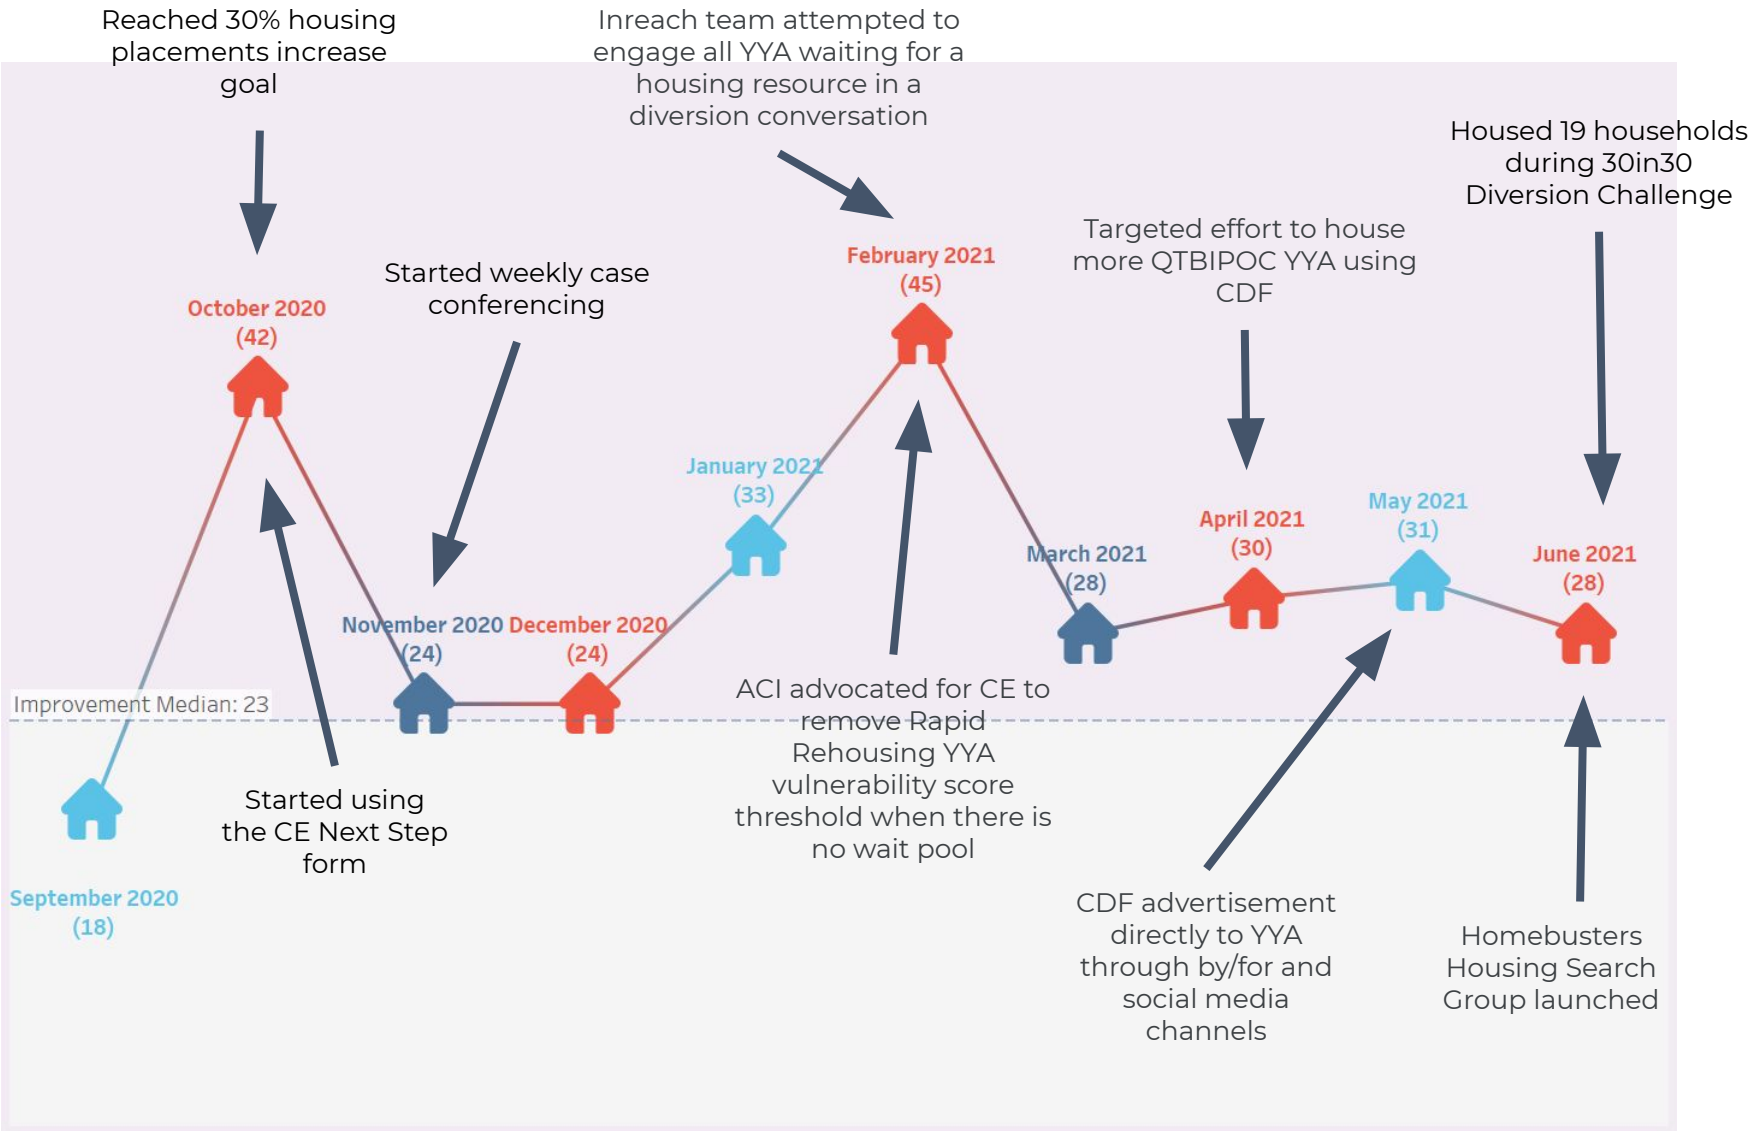 Reached 30% housing
placements increase
goal
Inreach team attempted to
engage all YYA waiting for a
housing resource in a
diversion conversation
Housed 19 households
during 30in30
Diversion Challenge
Targeted effort to house
more QTBIPOC YYA using
CDF
Started weekly case
conferencing
February 2021
(45)
October 2020
(42)
January 2021
(33)
May 2021
(31)
April 2021
(30)
March 2021
(28)
June 2021
(28)
November 2020
(24)
December 2020
(24)
Improvement Median: 23
September 2020
(18)
Started using
the CE Next Step
form
ACI advocated for CE to
remove Rapid
Rehousing YYA
vulnerability score
threshold when there is
no wait pool
CDF advertisement
directly to YYA
through by/for and
social media
channels
Homebusters
Housing Search
Group launched